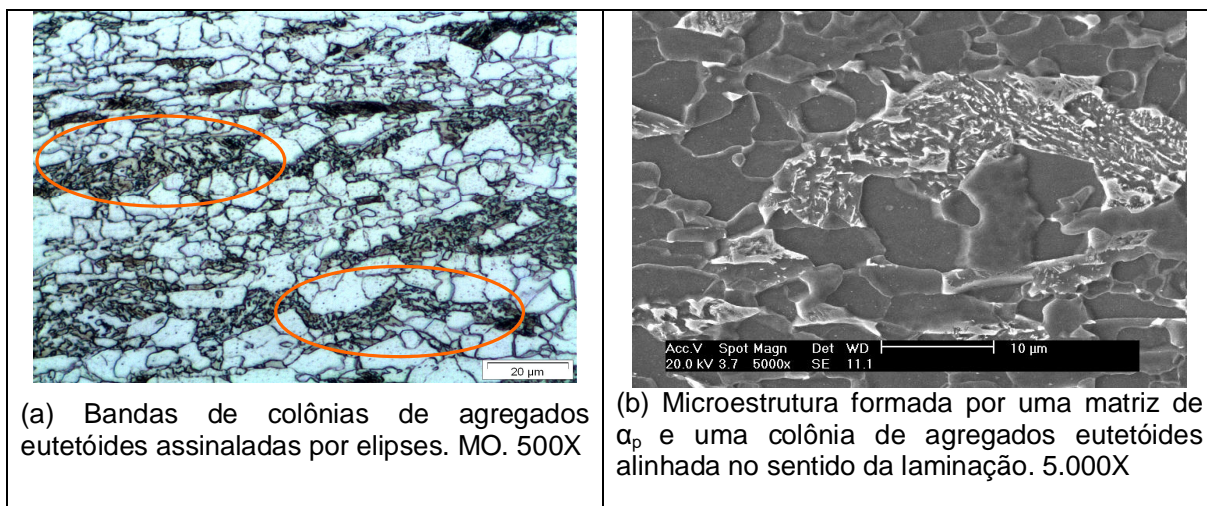 20 µm
Acc.V Spot Magn Det WD 10 µm
20.0 kV 3.7 5000x SE 11.1
(a) Bandas de colônias de agregados
eutetóides assinaladas por elipses. MO. 500X
(b) Microestrutura formada por uma matriz de
αp e uma colônia de agregados eutetóides
alinhada no sentido da laminação. 5.000X